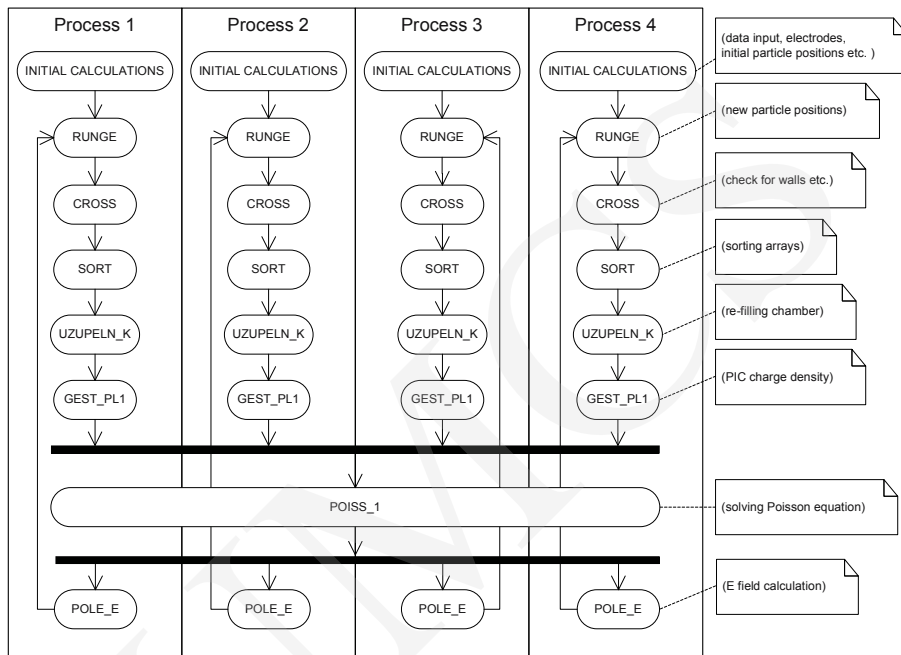 Process 1 Process 2 Process 3 Process 4
INITIAL CALCULATIONS INITIAL CALCULATIONS INITIAL CALCULATIONS INITIAL CALCULATIONS
(data input, electrodes,
initial particle positions etc. )
RUNGE RUNGE RUNGE RUNGE (new particle positions)
CROSS CROSS CROSS CROSS (check for walls etc.)
SORT SORT SORT SORT (sorting arrays)
UZUPELN_K UZUPELN_K UZUPELN_K UZUPELN_K (re-filling chamber)
GEST_PL1 GEST_PL1 GEST_PL1 GEST_PL1 (PIC charge density)
POISS_1 (solving Poisson equation)
POLE_E POLE_E POLE_E POLE_E (E field calculation)
UMCS